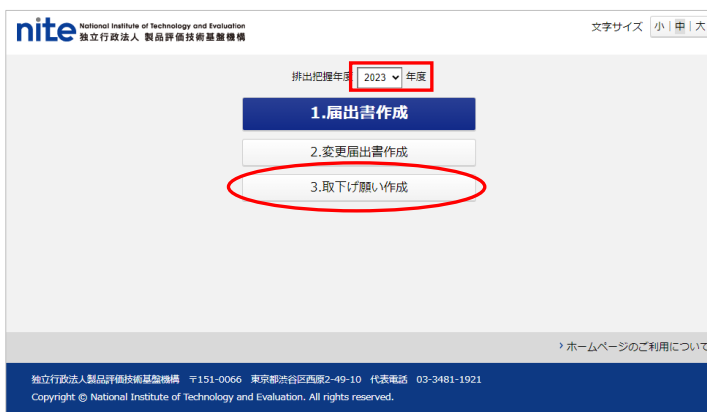 nite National Institute of Technology and Evaluation
独立行政法人 製品評価技術基盤機構
文字サイズ 小 中 大
排出把握年度 2023 年度
1.届出書作成
2.変更届出書作成
3.取下げ願い作成
ホームページのご利用について
独立行政法人製品評価技術基盤機構 〒151-0066 東京都渋谷区西原2-49-10 代表電話 03-3481-1921
Copyright © National Institute of Technology and Evaluation. All rights reserved.